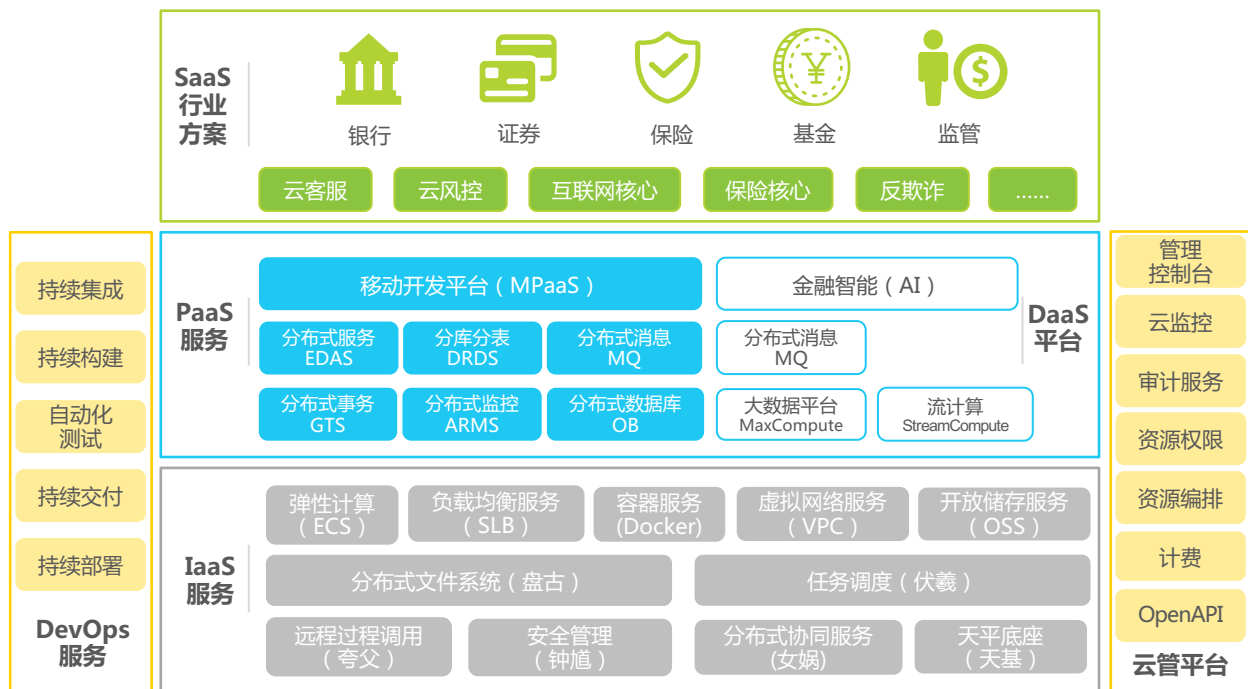 SaaS
行业
方案
银行
证券
保险
基金
监管
云客服
云风控
互联网核心
保险核心
反欺诈
......
持续集成
持续构建
自动化
测试
持续交付
持续部署
DevOps
服务
PaaS
服务
移动开发平台（MPaaS）
金融智能（AI）
分布式服务
EDAS
分库分表
DRDS
分布式消息
MQ
分布式消息
MQ
分布式事务
GTS
分布式监控
ARMS
分布式数据库
OB
大数据平台
MaxCompute
流计算
StreamCompute
DaaS
平台
IaaS
服务
弹性计算
（ECS）
负载均衡服务
（SLB）
容器服务
(Docker)
虚拟网络服务
（VPC）
开放储存服务
（OSS）
分布式文件系统（盘古）
任务调度（伏羲）
远程过程调用
（夸父）
安全管理
（钟馗）
分布式协同服务
(女娲)
天平底座
（天基）
管理
控制台
云监控
审计服务
资源权限
资源编排
计费
OpenAPI
云管平台